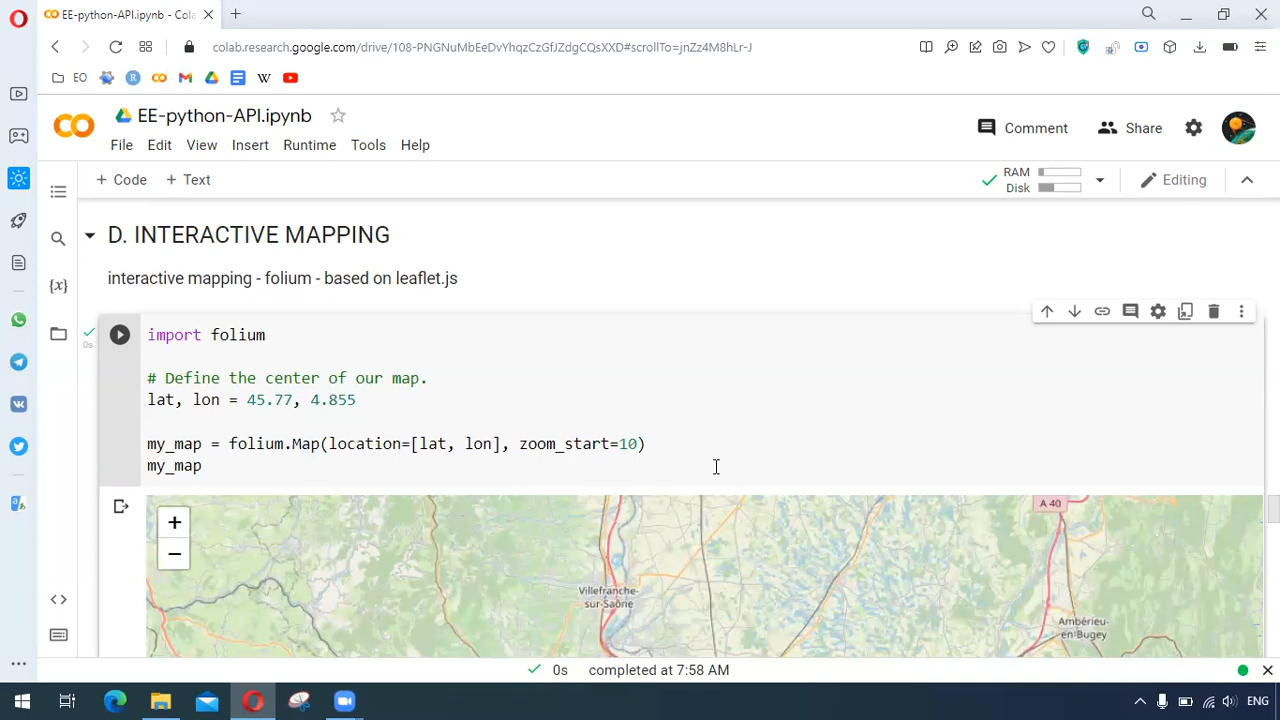 EE-python-API.ipynb - Cola
colab.research.google.com/drive/108-PNGNuMbEeDvYhqzCzGfJZdgCQsXXD#scrollTo=jnZz4M8hLr-J
EO
EE-python-API.ipynb
Comment
Share
File Edit View Insert Runtime Tools Help
+ Code + Text
RAM
Disk
Editing
D. INTERACTIVE MAPPING
interactive mapping - folium - based on leaflet.js
import folium
# Define the center of our map.
lat, lon = 45.77, 4.855
my_map = folium.Map(location=[lat, lon], zoom_start=10)
my_map
0s
+
−
A 40
Villefranche-
sur-Saône
Ambérieu-
en-Bugey
0s completed at 7:58 AM
ENG